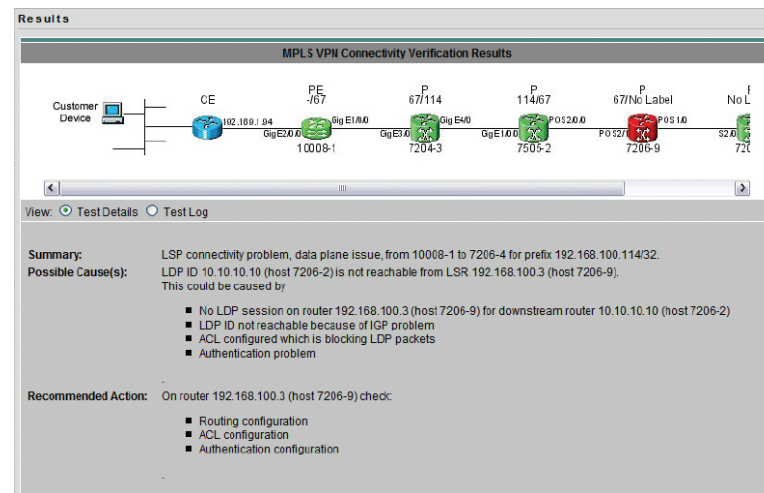 Results
MPLS VPN Connectivity Verification Results
Customer Device
CE
PE
-/67
P
67/114
P
114/67
P
67/No Label
No L
192.169.1.94
GigE2/0.0
Gig E1/0/0
GigE3/0
Gig E4/0
GigE1/0.0
POS2/0.0
POS2/1
POS1/0
S2/0
10008-1
7204-3
7505-2
7206-9
720
View: Test Details Test Log
Summary: LSP connectivity problem, data plane issue, from 10008-1 to 7206-4 for prefix 192.168.100.114/32.
Possible Cause(s): LDP ID 10.10.10.10 (host 7206-2) is not reachable from LSR 192.168.100.3 (host 7206-9).
This could be caused by
No LDP session on router 192.168.100.3 (host 7206-9) for downstream router 10.10.10.10 (host 7206-2)
LDP ID not reachable because of IGP problem
ACL configured which is blocking LDP packets
Authentication problem
.
Recommended Action: On router 192.168.100.3 (host 7206-9) check:
Routing configuration
ACL configuration
Authentication configuration
.